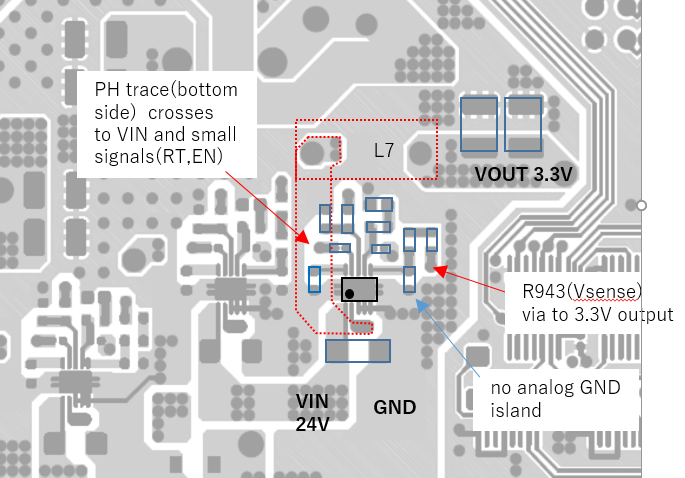 PH trace(bottom
side) crosses
to VIN and small
signals(RT,EN)
L7
VOUT 3.3V
R943(Vsense)
via to 3.3V output
no analog GND
island
VIN
24V
GND